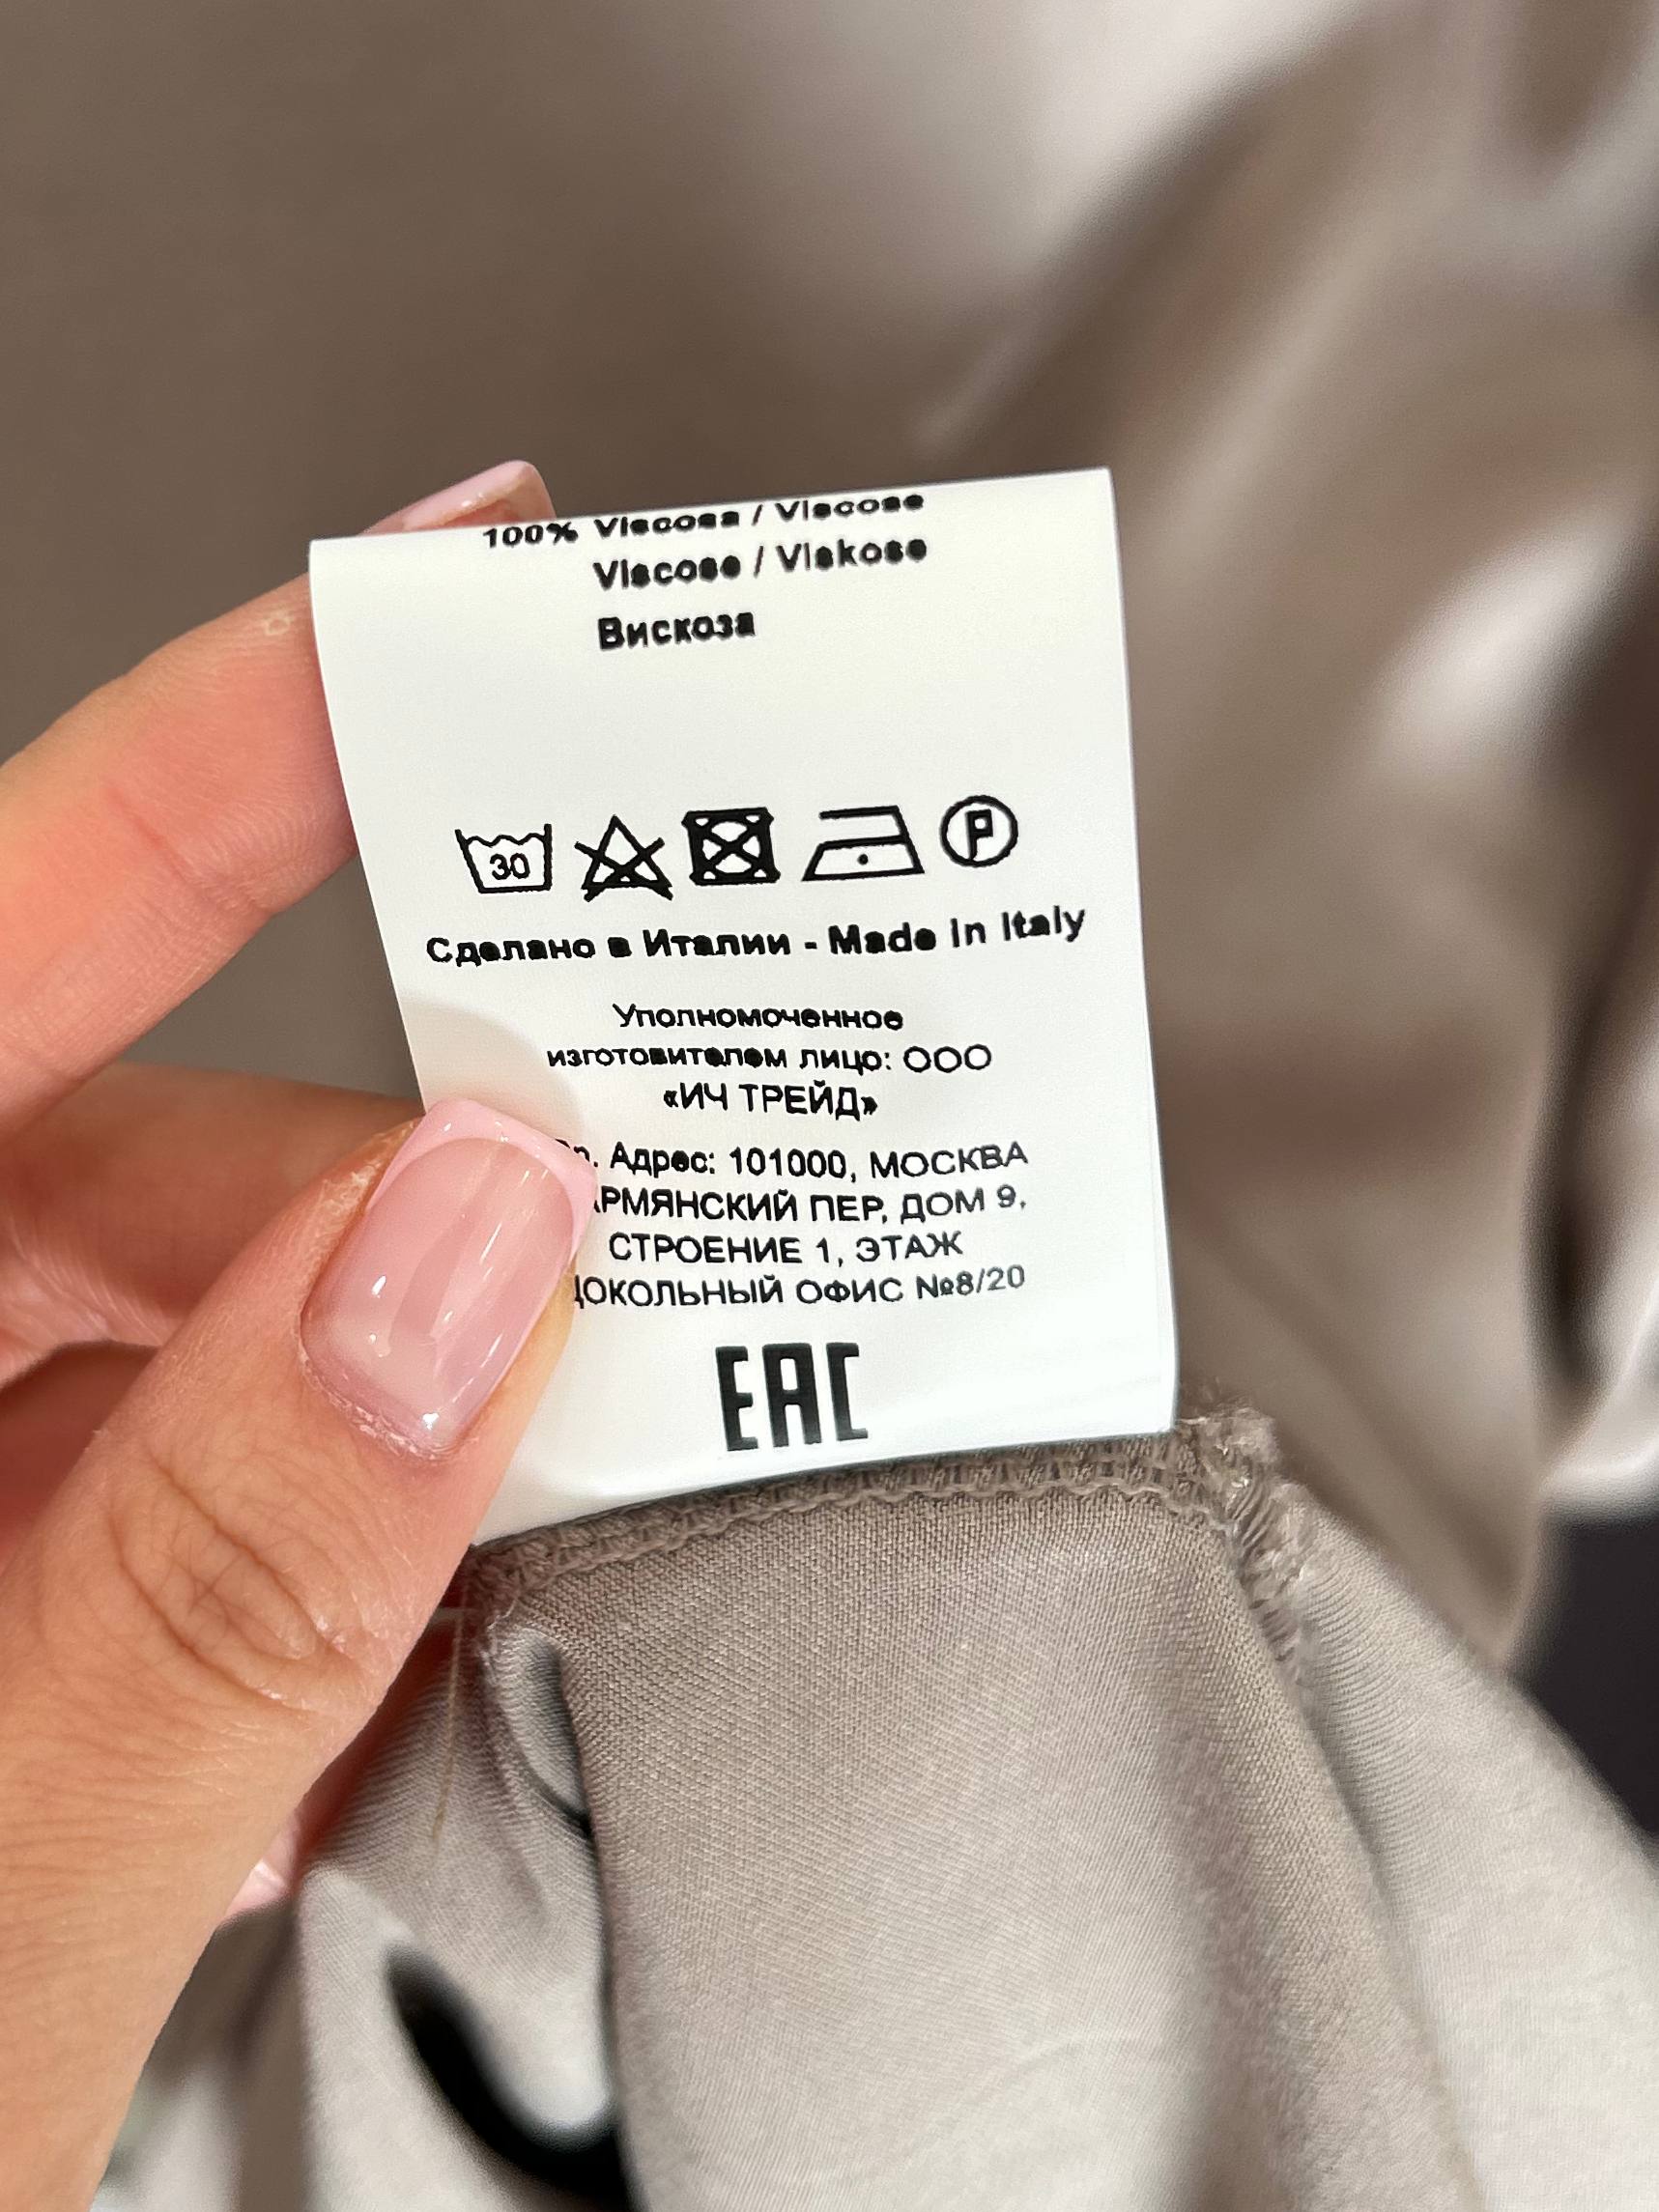 100% Viscosa / Viscose
Viscose / Viskose
Вискоза
30 P
Сделано в Италии - Made in Italy
Уполномоченное
изготовителем лицо: ООО
«ИЧ ТРЕЙД»
Адрес: 101000, МОСКВА
АРМЯНСКИЙ ПЕР, ДОМ 9,
СТРОЕНИЕ 1, ЭТАЖ
ЦОКОЛЬНЫЙ ОФИС №8/20
EAC